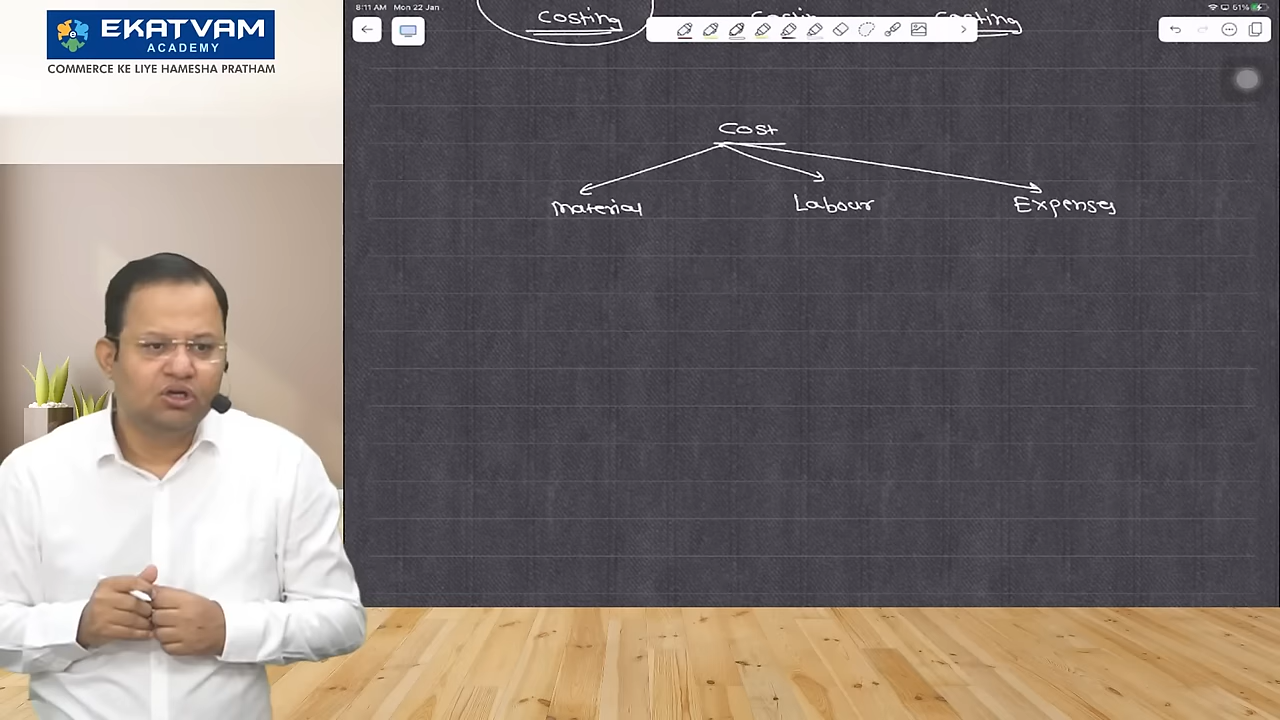 EKATVAM
ACADEMY
COMMERCE KE LIYE HAMESHA PRATHAM
8:11 AM Mon 22 Jan
51%
Costing
Costing
Cost
Material Labour Expenses